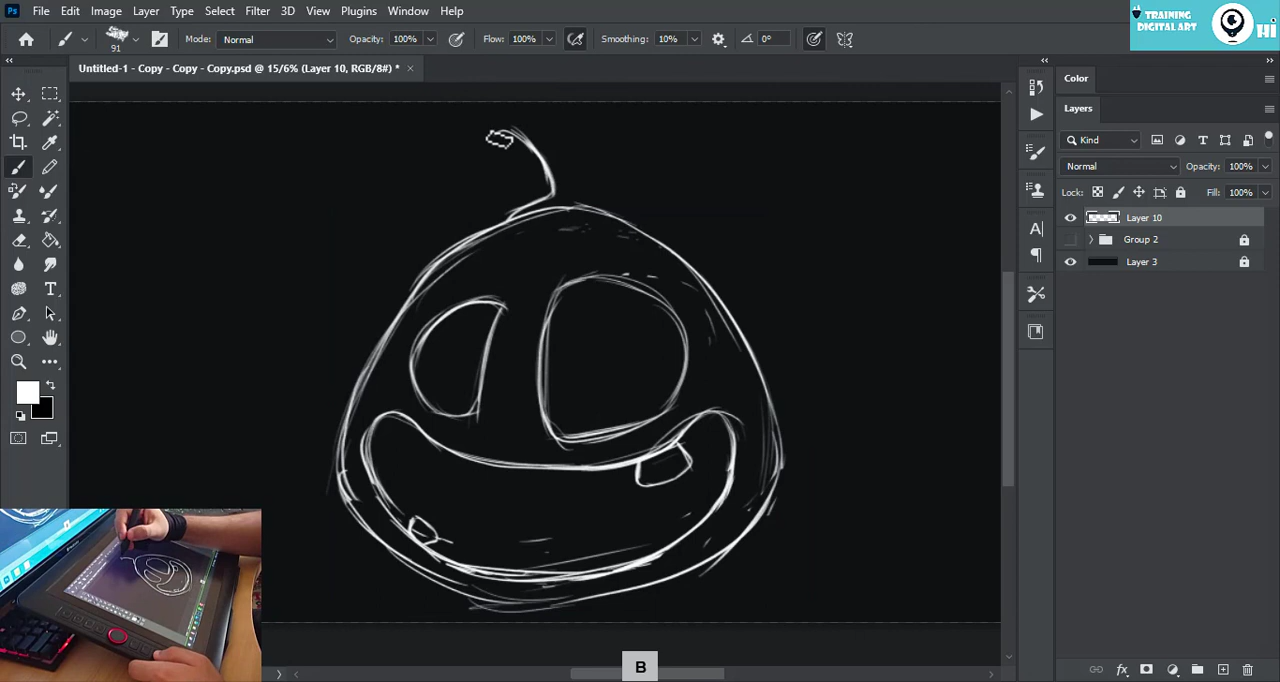 Ps File Edit Image Layer Type Select Filter 3D View Plugins Window Help
TRAINING
DIGITAL ART
Hi
91
Mode: Normal Opacity: 100% Flow: 100% Smoothing: 10% 0°
Untitled-1 - Copy - Copy - Copy.psd @ 15/6% (Layer 10, RGB/8#) * ×
Color
Layers
Kind
Normal Opacity: 100%
Lock: Fill: 100%
Layer 10
Group 2
Layer 3
B